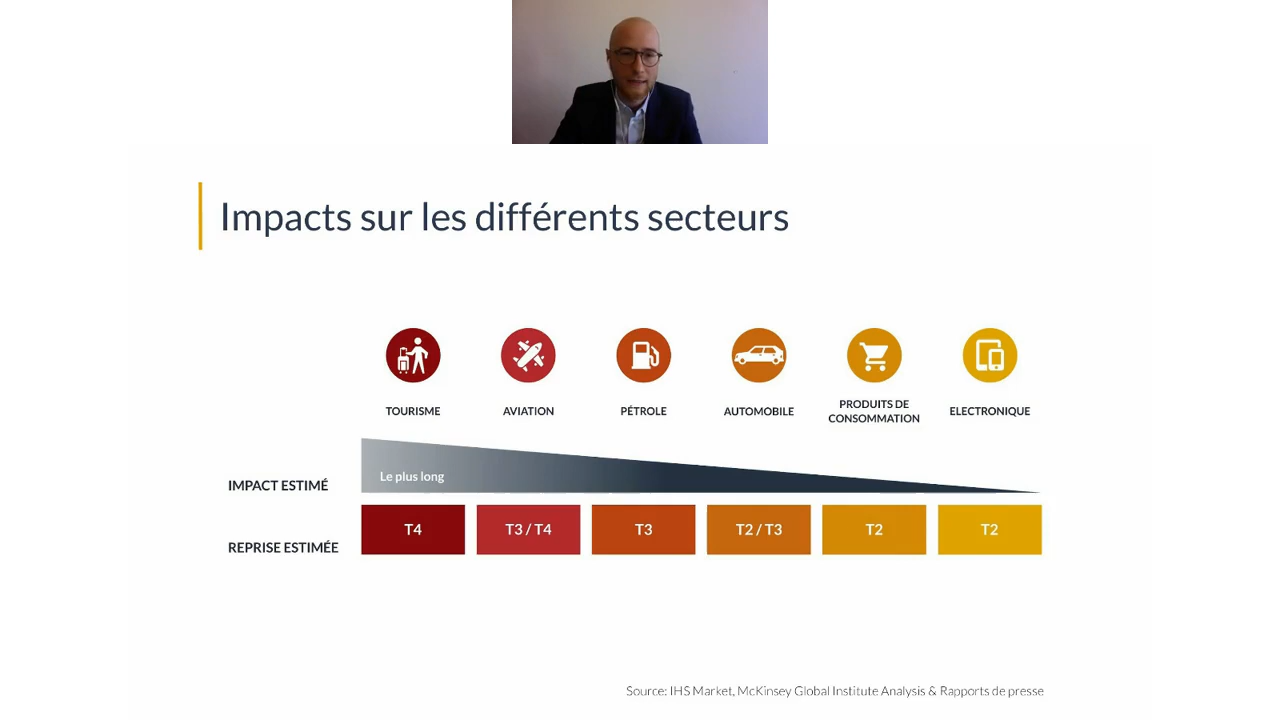 Impacts sur les différents secteurs
TOURISME
AVIATION
PÉTROLE
AUTOMOBILE
PRODUITS DE
CONSOMMATION
ELECTRONIQUE
IMPACT ESTIMÉ
Le plus long
REPRISE ESTIMÉE
T4
T3 / T4
T3
T2 / T3
T2
T2
Source: IHS Market, McKinsey Global Institute Analysis & Rapports de presse